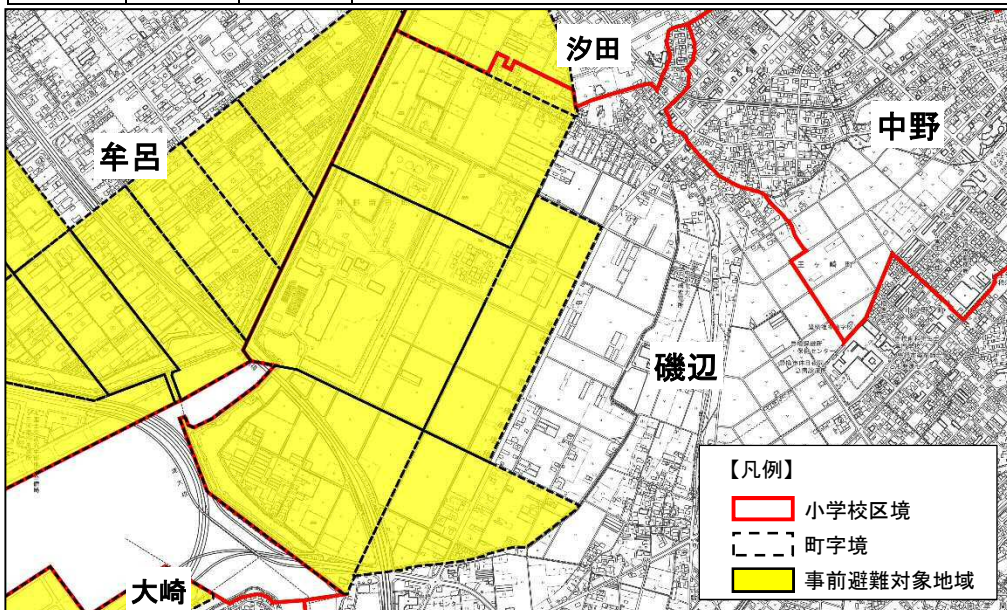 汐田
中野
牟呂
磯辺
大崎
【凡例】
小学校区境
町字境
事前避難対象地域